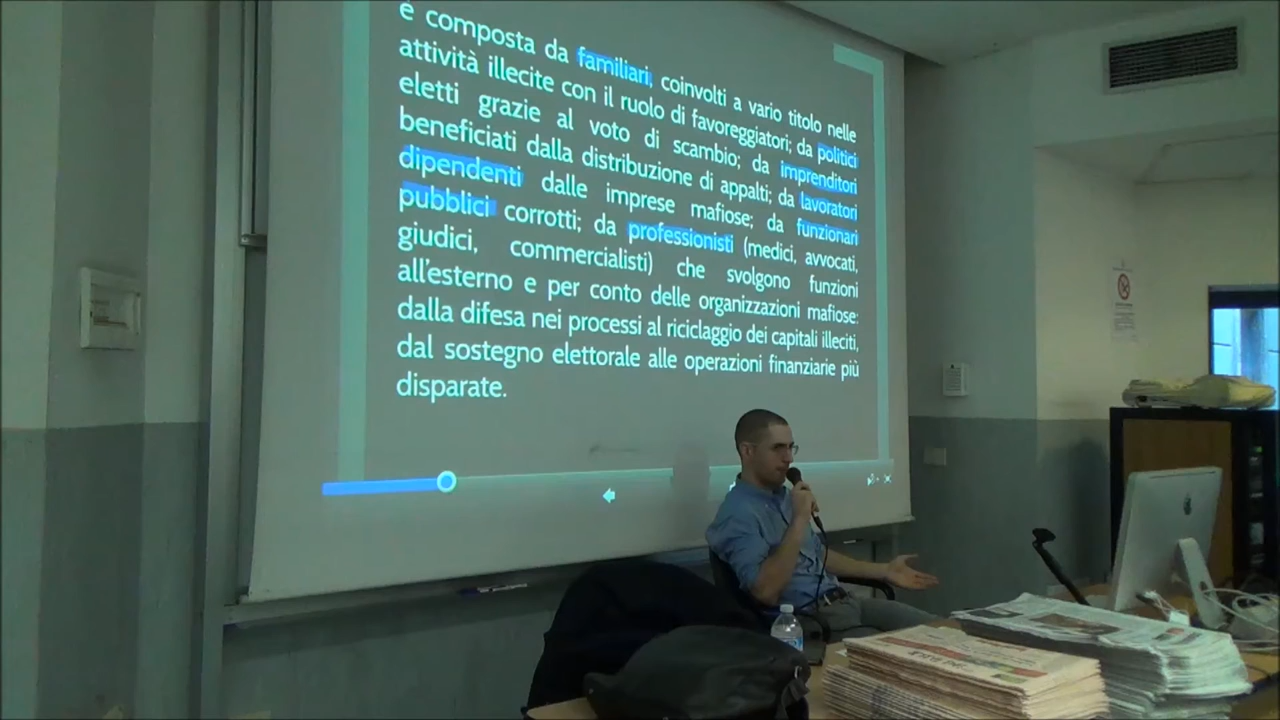 è composta da familiari, coinvolti a vario titolo nelle
attività illecite con il ruolo di favoreggiatori; da politici
eletti grazie al voto di scambio; da imprenditori
beneficiati dalla distribuzione di appalti; da lavoratori
dipendenti dalle imprese mafiose; da funzionari
pubblici corrotti; da professionisti (medici, avvocati,
giudici, commercialisti) che svolgono funzioni
all'esterno e per conto delle organizzazioni mafiose:
dalla difesa nei processi al riciclaggio dei capitali illeciti,
dal sostegno elettorale alle operazioni finanziarie più
disparate.